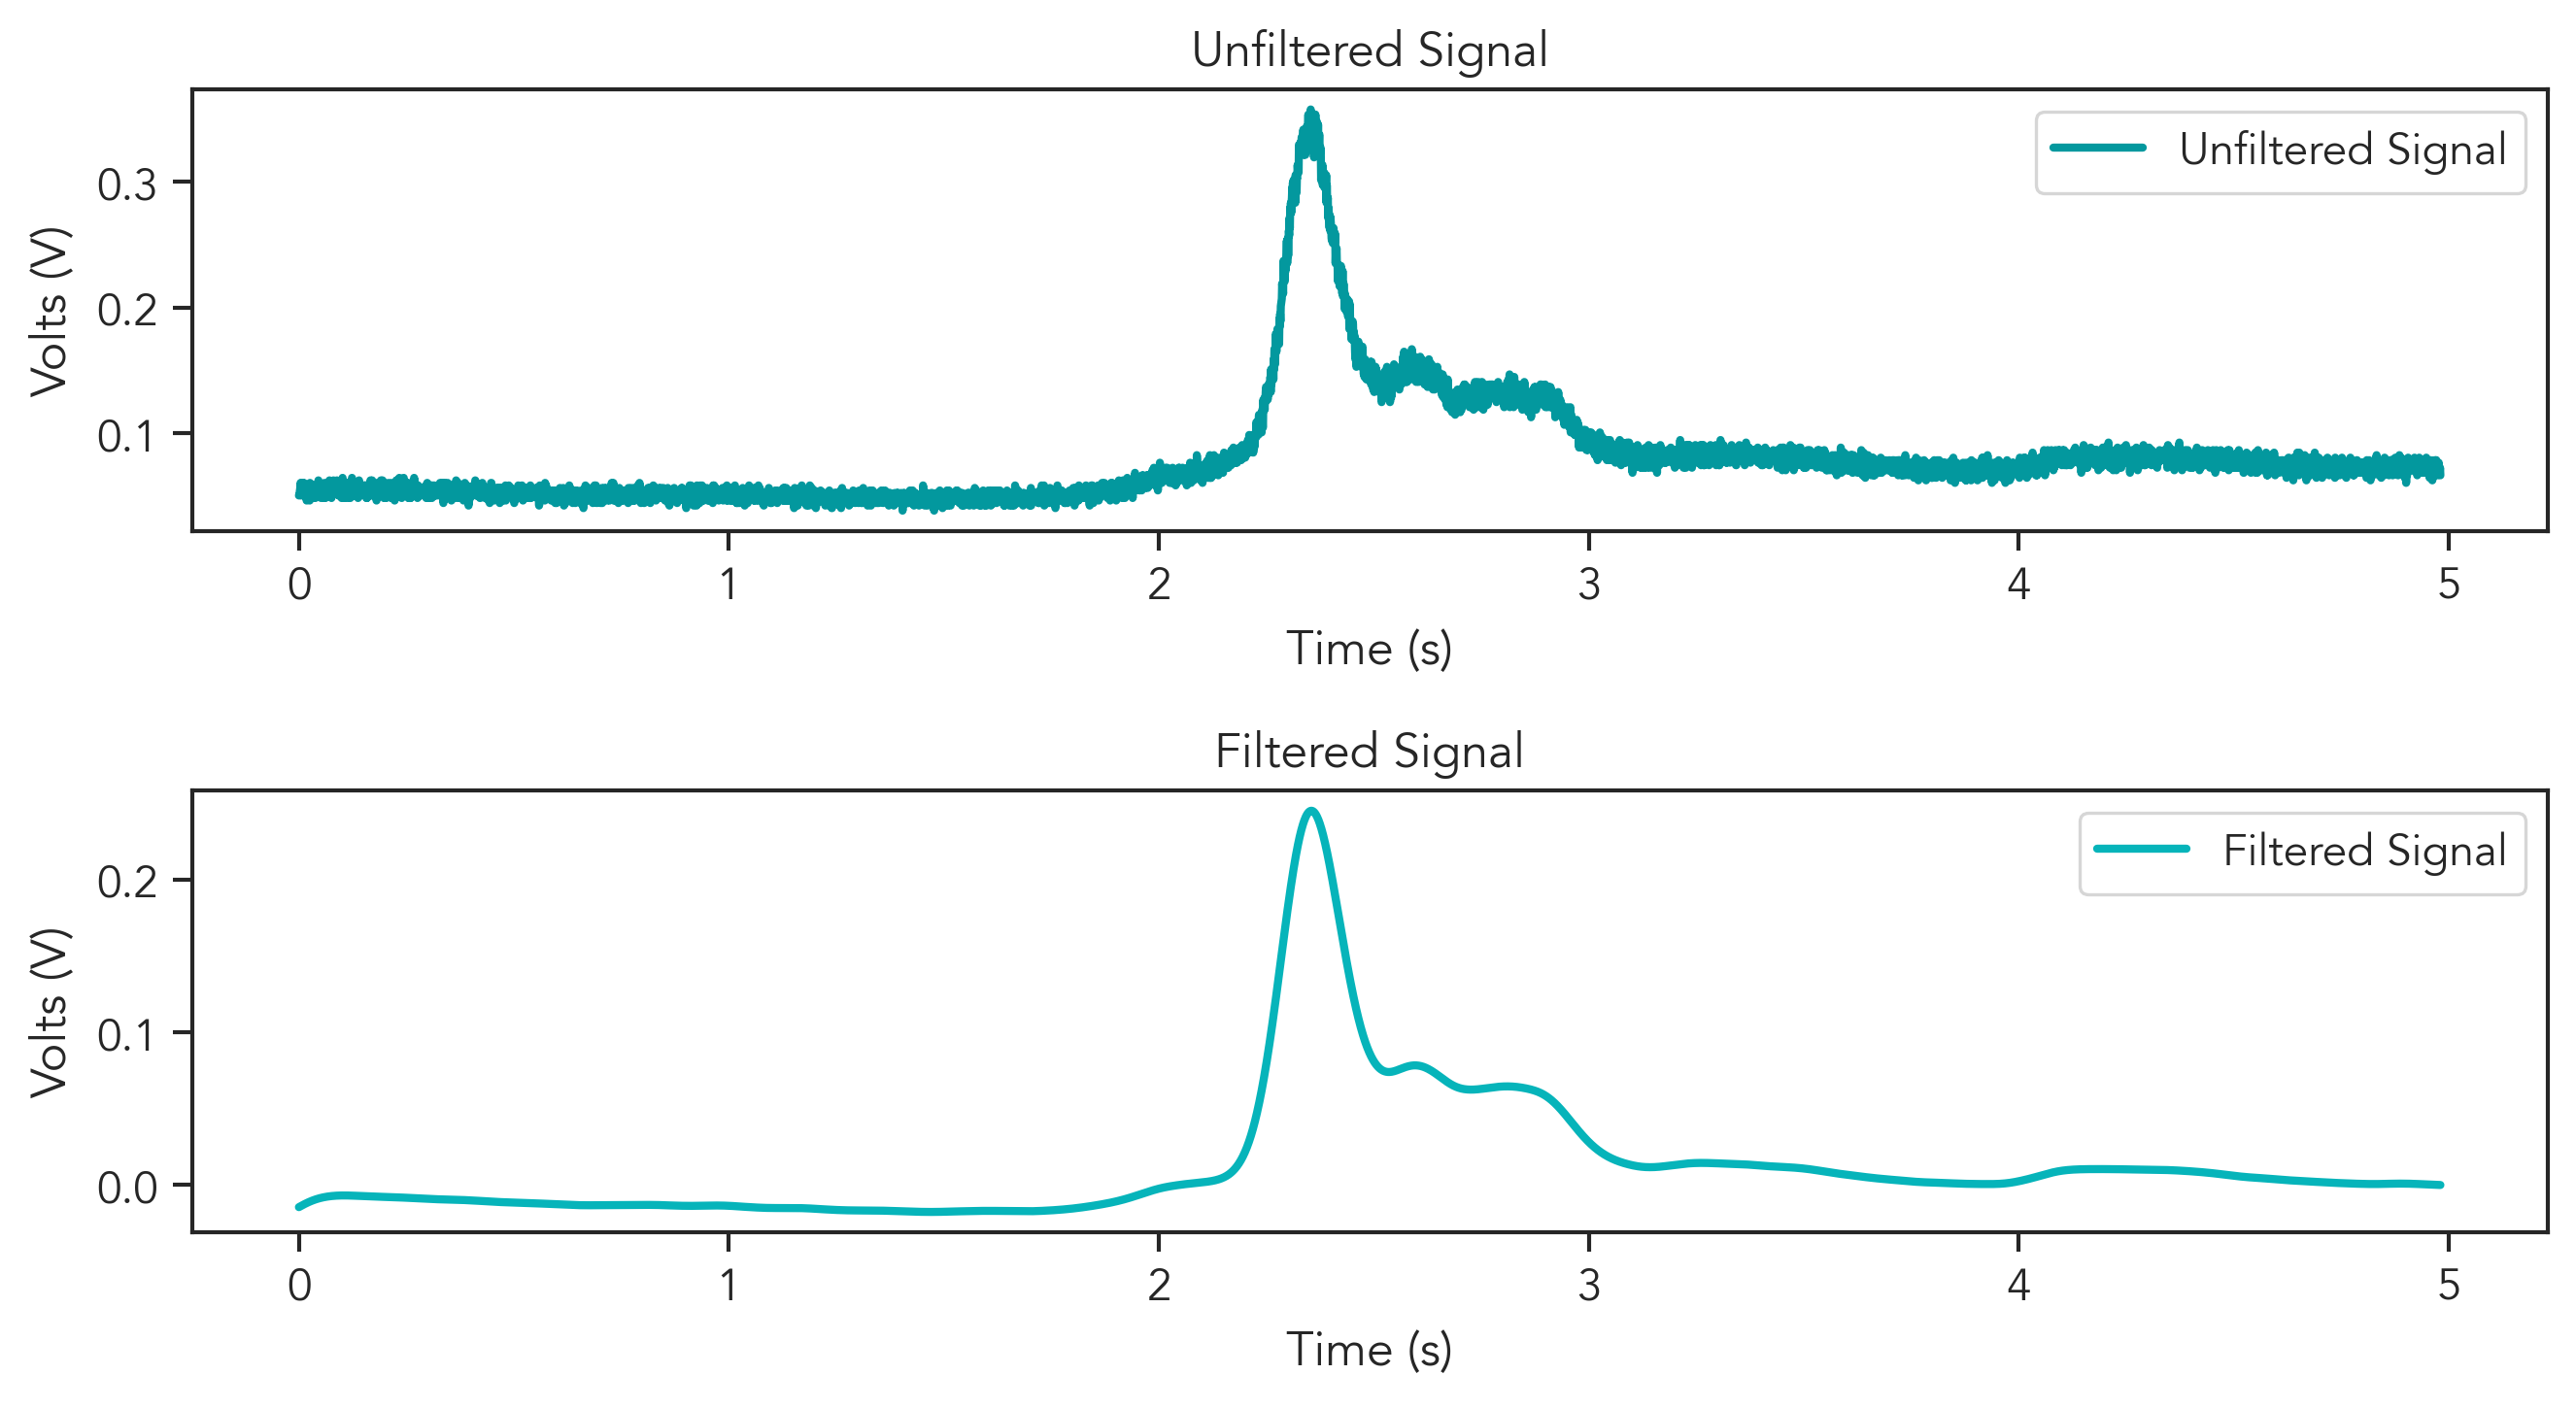 Unfiltered Signal
Unfiltered Signal
Volts (V)
0.3
0.2
0.1
0 1 2 3 4 5
Time (s)
Filtered Signal
Filtered Signal
Volts (V)
0.2
0.1
0.0
0 1 2 3 4 5
Time (s)